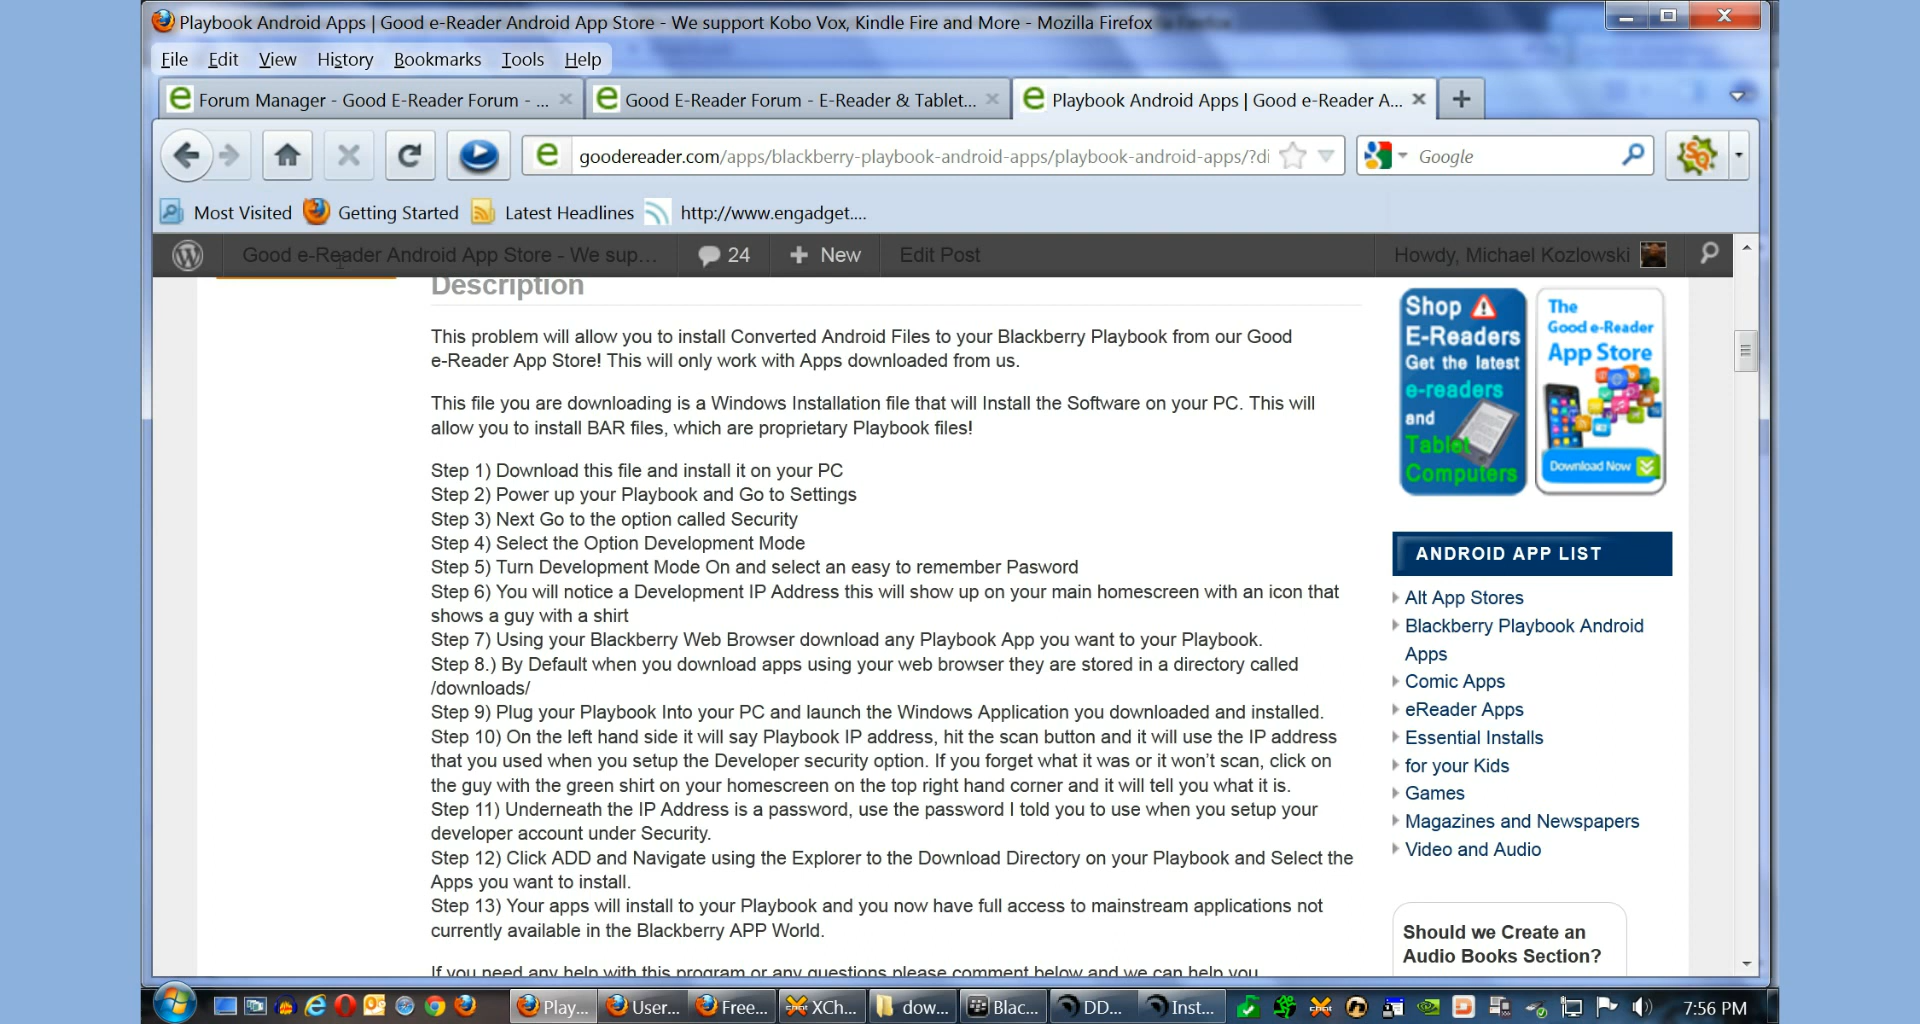 Playbook Android Apps | Good e-Reader Android App Store - We support Kobo Vox, Kindle Fire and More - Mozilla Firefox
File Edit View History Bookmarks Tools Help
Forum Manager - Good E-Reader Forum - ...
Good E-Reader Forum - E-Reader & Tablet...
Playbook Android Apps | Good e-Reader A...
goodereader.com/apps/blackberry-playbook-android-apps/playbook-android-apps/?di
Google
Most Visited Getting Started Latest Headlines http://www.engadget....
Good e-Reader Android App Store - We sup... 24 New Edit Post Howdy, Michael Kozlowski
Description
This problem will allow you to install Converted Android Files to your Blackberry Playbook from our Good
e-Reader App Store! This will only work with Apps downloaded from us.
This file you are downloading is a Windows Installation file that will Install the Software on your PC. This will
allow you to install BAR files, which are proprietary Playbook files!
Step 1) Download this file and install it on your PC
Step 2) Power up your Playbook and Go to Settings
Step 3) Next Go to the option called Security
Step 4) Select the Option Development Mode
Step 5) Turn Development Mode On and select an easy to remember Pasword
Step 6) You will notice a Development IP Address this will show up on your main homescreen with an icon that
shows a guy with a shirt
Step 7) Using your Blackberry Web Browser download any Playbook App you want to your Playbook.
Step 8.) By Default when you download apps using your web browser they are stored in a directory called
/downloads/
Step 9) Plug your Playbook Into your PC and launch the Windows Application you downloaded and installed.
Step 10) On the left hand side it will say Playbook IP address, hit the scan button and it will use the IP address
that you used when you setup the Developer security option. If you forget what it was or it won't scan, click on
the guy with the green shirt on your homescreen on the top right hand corner and it will tell you what it is.
Step 11) Underneath the IP Address is a password, use the password I told you to use when you setup your
developer account under Security.
Step 12) Click ADD and Navigate using the Explorer to the Download Directory on your Playbook and Select the
Apps you want to install.
Step 13) Your apps will install to your Playbook and you now have full access to mainstream applications not
currently available in the Blackberry APP World.
If you need any help with this program or any questions please comment below and we can help you
Shop
E-Readers
Get the latest
e-readers
and
Tablet
Computers
The
Good e-Reader
App Store
Download Now
ANDROID APP LIST
Alt App Stores
Blackberry Playbook Android
Apps
Comic Apps
eReader Apps
Essential Installs
for your Kids
Games
Magazines and Newspapers
Video and Audio
Should we Create an
Audio Books Section?
Play... User... Free... XCh... dow... Blac... DD... Inst... 7:56 PM